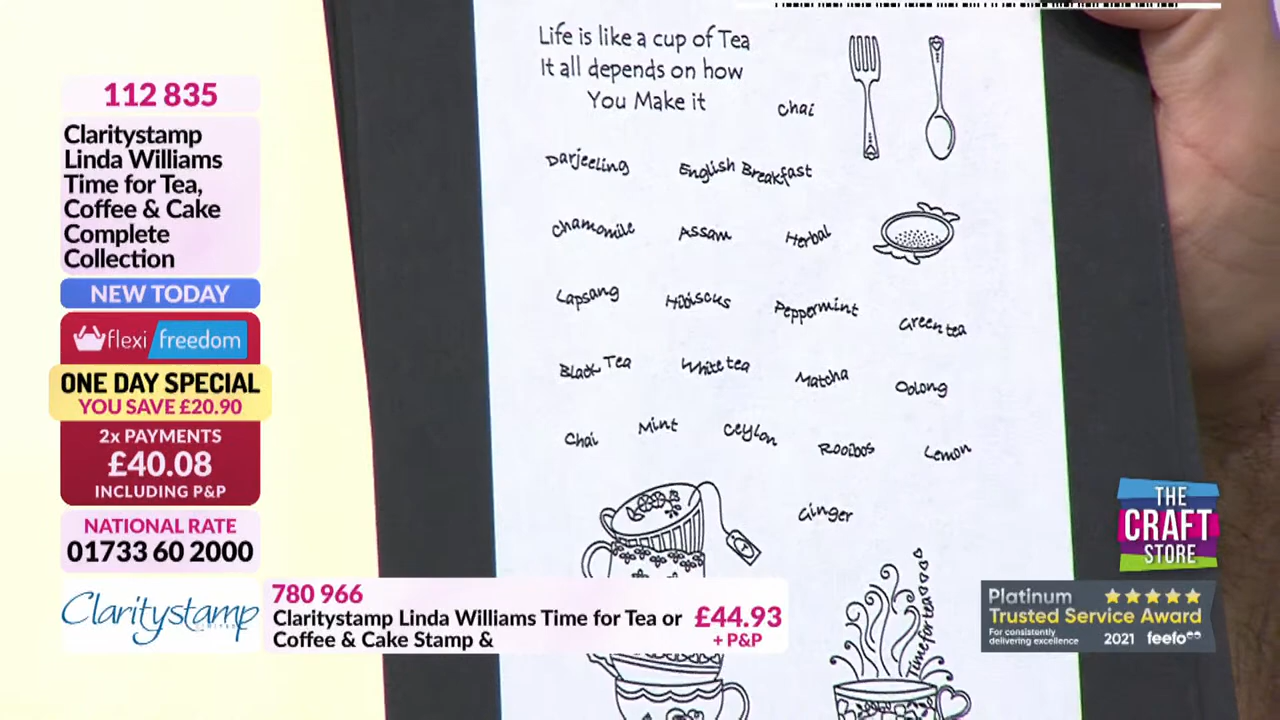 112 835
Claritystamp
Linda Williams
Time for Tea,
Coffee & Cake
Complete
Collection
NEW TODAY
flexi freedom
ONE DAY SPECIAL
YOU SAVE £20.90
2x PAYMENTS
£40.08
INCLUDING P&P
NATIONAL RATE
01733 60 2000
Life is like a cup of Tea
It all depends on how
You Make it
Chai
Darjeeling
English Breakfast
Chamomile
Assam
Herbal
Lapsang
Hibiscus
Peppermint
Green tea
Black Tea
White tea
Matcha
Oolong
Chai
Mint
Ceylon
Rooibos
Lemon
Ginger
Time for tea
THE
CRAFT
STORE
Claritystamp
780 966
Claritystamp Linda Williams Time for Tea or
Coffee & Cake Stamp &
£44.93
+ P&P
Platinum
Trusted Service Award
For consistently
delivering excellence
2021 feefo